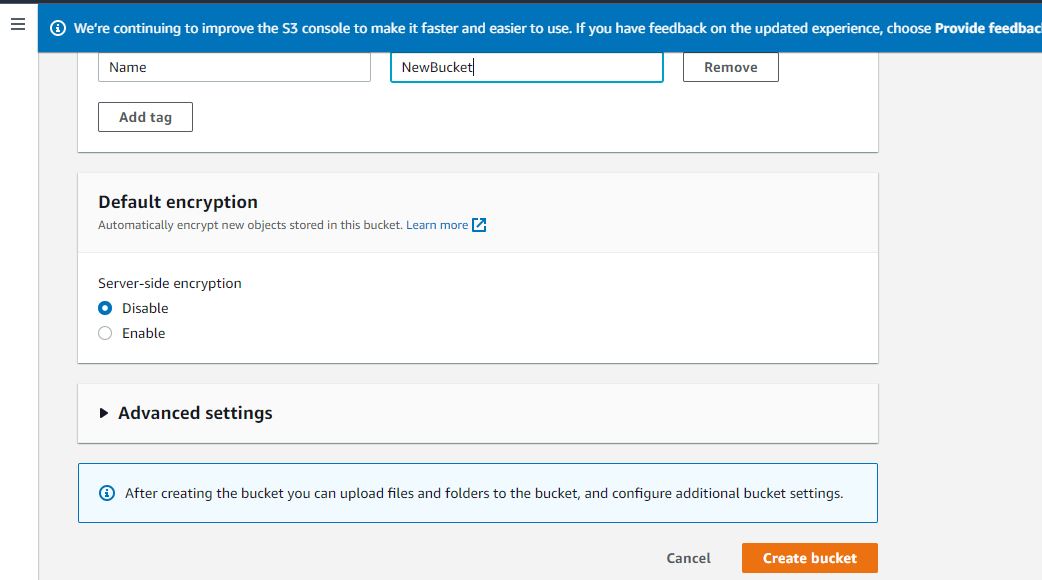 We're continuing to improve the S3 console to make it faster and easier to use. If you have feedback on the updated experience, choose Provide feedbac
Name
NewBucket
Remove
Add tag
Default encryption
Automatically encrypt new objects stored in this bucket. Learn more
Server-side encryption
Disable
Enable
Advanced settings
After creating the bucket you can upload files and folders to the bucket, and configure additional bucket settings.
Cancel
Create bucket